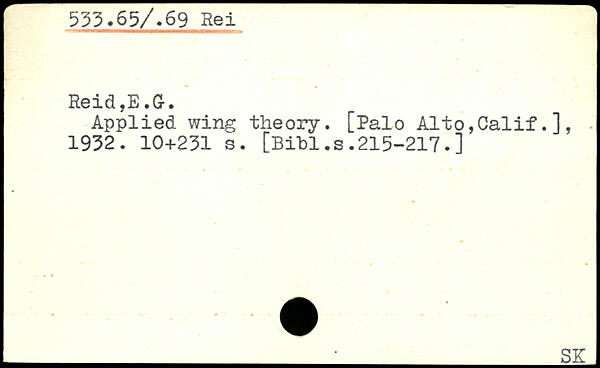 533.65/.69 Rei
Reid,E.G.
Applied wing theory. [Palo Alto,Calif.],
1932. 10+231 s. [Bibl.s.215-217.]
SK